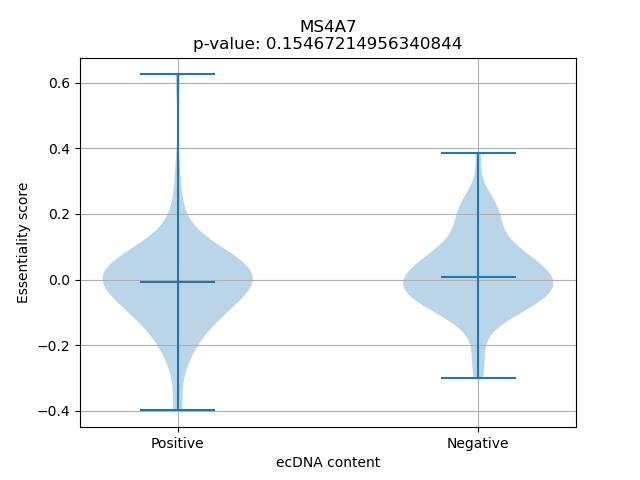 MS4A7
p-value: 0.15467214956340844
Essentiality score
0.6
0.4
0.2
0.0
−0.2
−0.4
Positive
Negative
ecDNA content